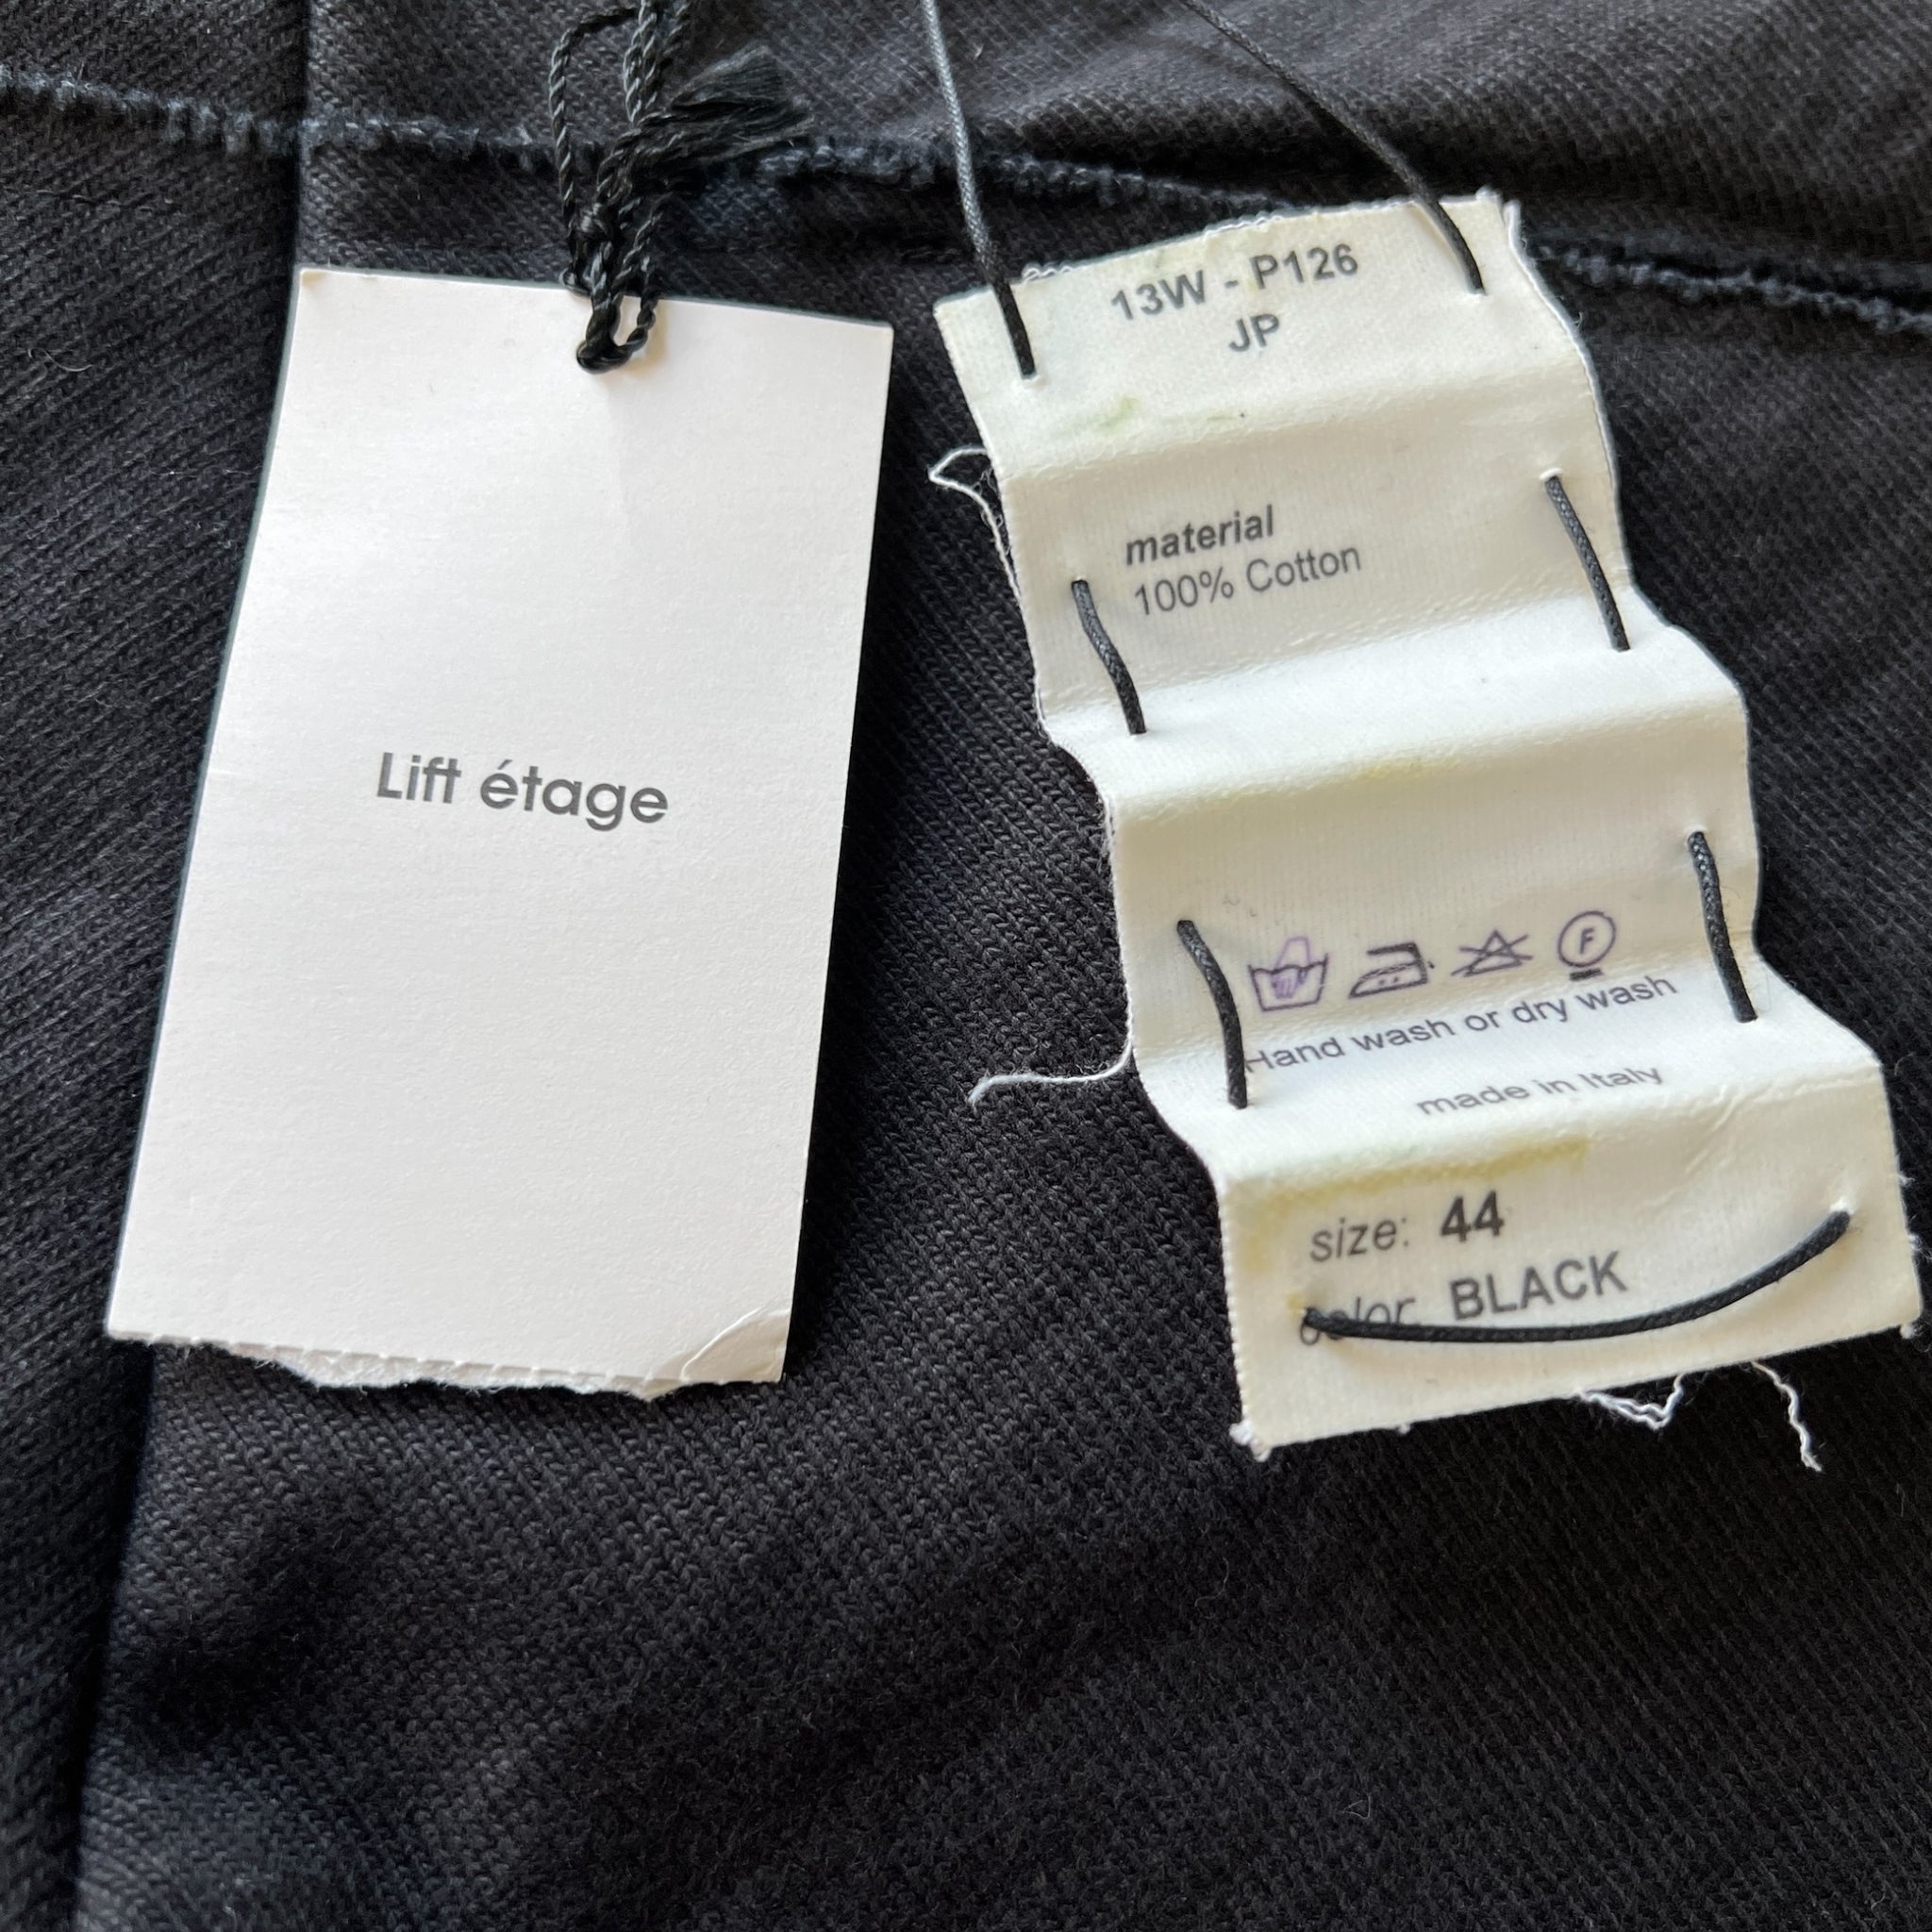 Lift étage
13W - P126
JP
material
100% Cotton
F
Hand wash or dry wash
made in Italy
size: 44
color. BLACK